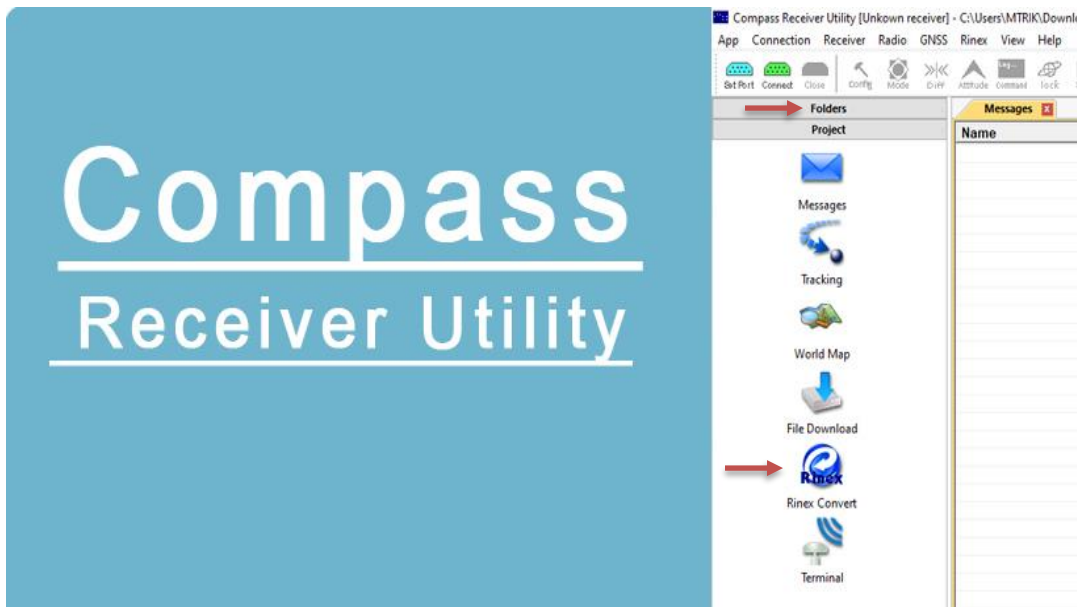 Compass
Receiver Utility
Compass Receiver Utility [Unkown receiver] - C:\Users\MTRIK\Downl
App Connection Receiver Radio GNSS Rinex View Help
Set Port Connect Close Config Mode Diff Attitude Command lock
Folders
Project
Messages
Name
Messages
Tracking
World Map
File Download
Rinex
Rinex Convert
Terminal